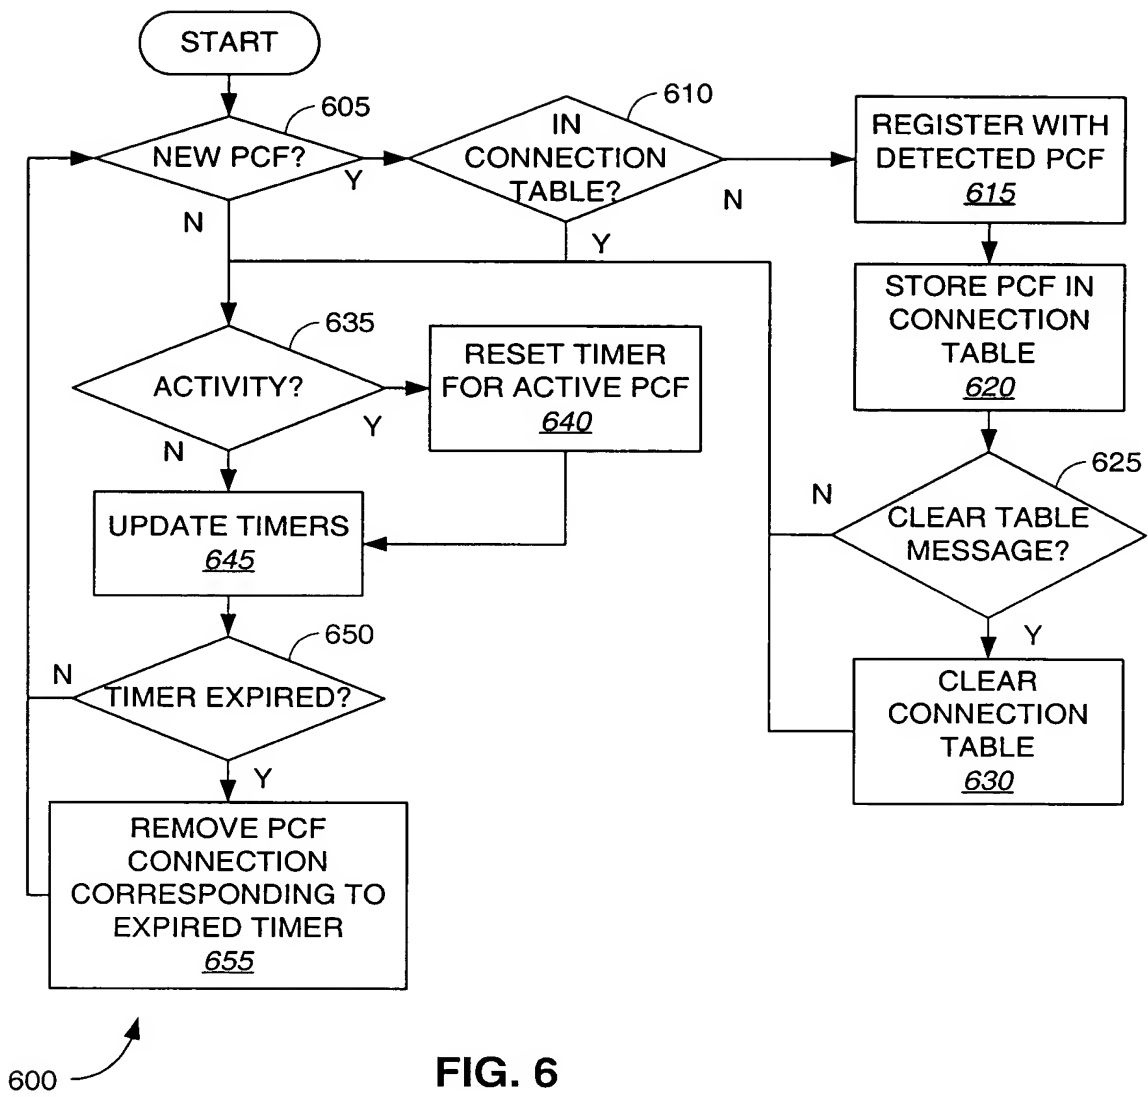 START
605
NEW PCF?
Y
N
610
IN
CONNECTION
TABLE?
N
Y
REGISTER WITH
DETECTED PCF
615
STORE PCF IN
CONNECTION
TABLE
620
625
CLEAR TABLE
MESSAGE?
N
Y
CLEAR
CONNECTION
TABLE
630
635
ACTIVITY?
Y
N
RESET TIMER
FOR ACTIVE PCF
640
UPDATE TIMERS
645
650
TIMER EXPIRED?
N
Y
REMOVE PCF
CONNECTION
CORRESPONDING TO
EXPIRED TIMER
655
600
FIG. 6